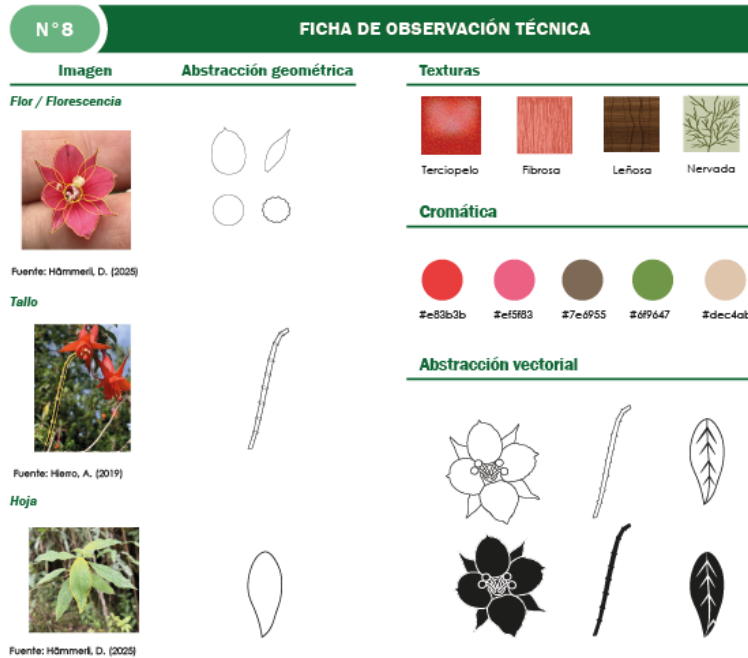 N°8
FICHA DE OBSERVACIÓN TÉCNICA
Imagen
Abstracción geométrica
Flor / Florescencia
Fuente: Hämmerli, D. (2025)
Tallo
Fuente: Hierro, A. (2019)
Hoja
Fuente: Hämmerli, D. (2025)
Texturas
Terciopelo
Fibrosa
Leñosa
Nervada
Cromática
#e83b3b
#ef5f83
#7e6955
#6f9647
#dec4ab
Abstracción vectorial